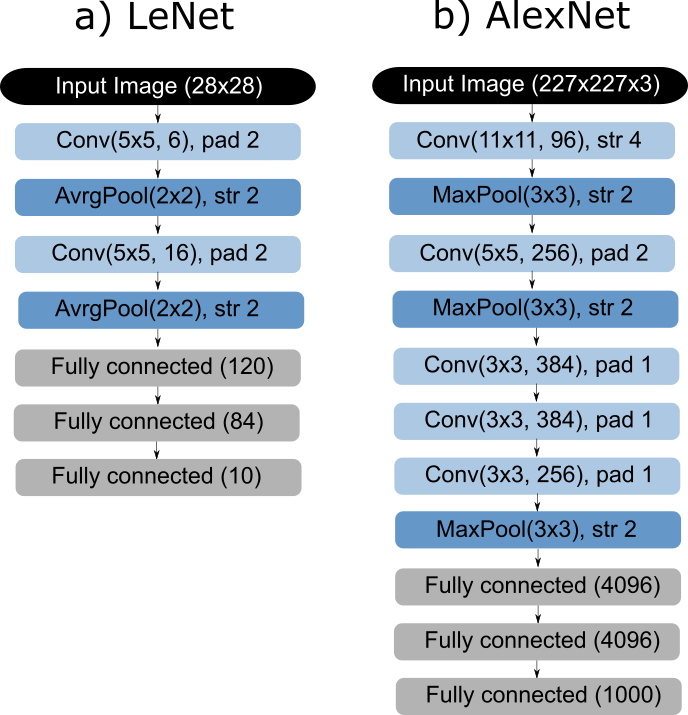 a) LeNet
Input Image (28x28)
Conv(5x5, 6), pad 2
AvrgPool(2x2), str 2
Conv(5x5, 16), pad 2
AvrgPool(2x2), str 2
Fully connected (120)
Fully connected (84)
Fully connected (10)
b) AlexNet
Input Image (227x227x3)
Conv(11x11, 96), str 4
MaxPool(3x3), str 2
Conv(5x5, 256), pad 2
MaxPool(3x3), str 2
Conv(3x3, 384), pad 1
Conv(3x3, 384), pad 1
Conv(3x3, 256), pad 1
MaxPool(3x3), str 2
Fully connected (4096)
Fully connected (4096)
Fully connected (1000)